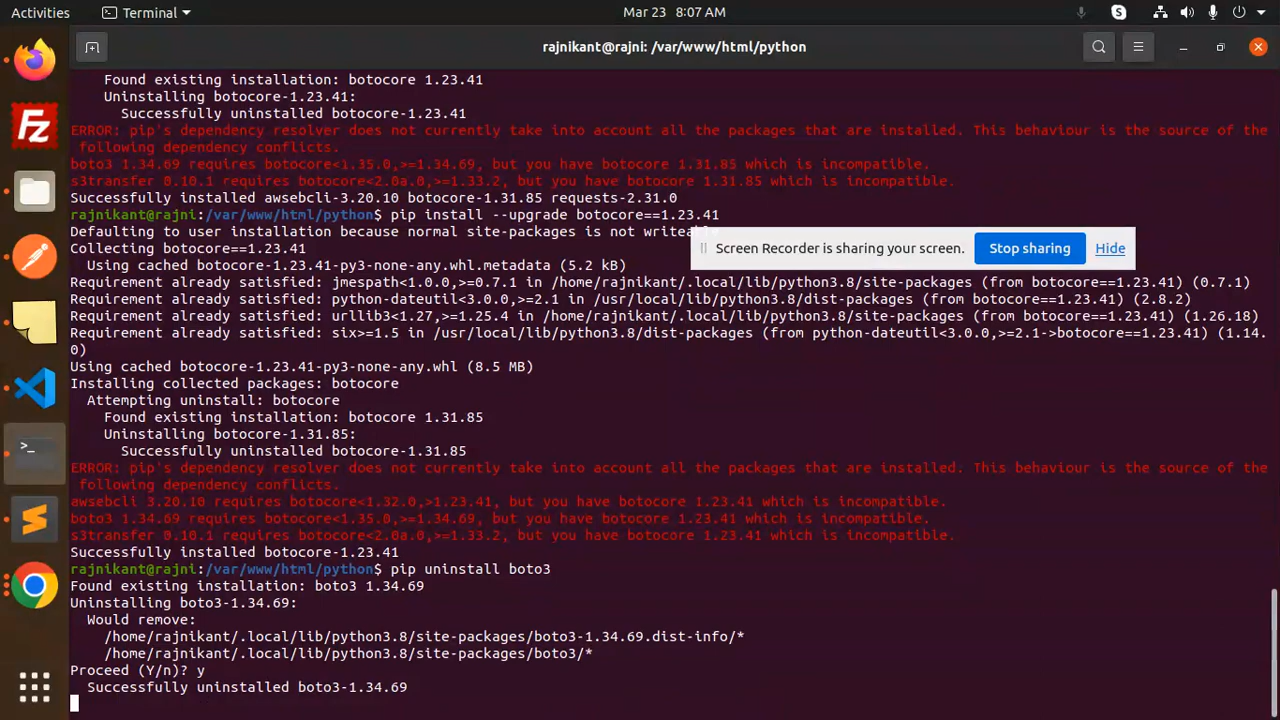 Activities Terminal Mar 23 8:07 AM
rajnikant@rajni: /var/www/html/python
Found existing installation: botocore 1.23.41
Uninstalling botocore-1.23.41:
Successfully uninstalled botocore-1.23.41
ERROR: pip's dependency resolver does not currently take into account all the packages that are installed. This behaviour is the source of the
following dependency conflicts.
boto3 1.34.69 requires botocore<1.35.0,>=1.34.69, but you have botocore 1.31.85 which is incompatible.
s3transfer 0.10.1 requires botocore<2.0a.0,>=1.33.2, but you have botocore 1.31.85 which is incompatible.
Successfully installed awsebcli-3.20.10 botocore-1.31.85 requests-2.31.0
rajnikant@rajni:/var/www/html/python$ pip install --upgrade botocore==1.23.41
Defaulting to user installation because normal site-packages is not writeable
Screen Recorder is sharing your screen. Stop sharing Hide
Collecting botocore==1.23.41
Using cached botocore-1.23.41-py3-none-any.whl.metadata (5.2 kB)
Requirement already satisfied: jmespath<1.0.0,>=0.7.1 in /home/rajnikant/.local/lib/python3.8/site-packages (from botocore==1.23.41) (0.7.1)
Requirement already satisfied: python-dateutil<3.0.0,>=2.1 in /usr/local/lib/python3.8/dist-packages (from botocore==1.23.41) (2.8.2)
Requirement already satisfied: urllib3<1.27,>=1.25.4 in /home/rajnikant/.local/lib/python3.8/site-packages (from botocore==1.23.41) (1.26.18)
Requirement already satisfied: six>=1.5 in /usr/local/lib/python3.8/dist-packages (from python-dateutil<3.0.0,>=2.1->botocore==1.23.41) (1.14.
0)
Using cached botocore-1.23.41-py3-none-any.whl (8.5 MB)
Installing collected packages: botocore
Attempting uninstall: botocore
Found existing installation: botocore 1.31.85
Uninstalling botocore-1.31.85:
Successfully uninstalled botocore-1.31.85
ERROR: pip's dependency resolver does not currently take into account all the packages that are installed. This behaviour is the source of the
following dependency conflicts.
awsebcli 3.20.10 requires botocore<1.32.0,>1.23.41, but you have botocore 1.23.41 which is incompatible.
boto3 1.34.69 requires botocore<1.35.0,>=1.34.69, but you have botocore 1.23.41 which is incompatible.
s3transfer 0.10.1 requires botocore<2.0a.0,>=1.33.2, but you have botocore 1.23.41 which is incompatible.
Successfully installed botocore-1.23.41
rajnikant@rajni:/var/www/html/python$ pip uninstall boto3
Found existing installation: boto3 1.34.69
Uninstalling boto3-1.34.69:
Would remove:
/home/rajnikant/.local/lib/python3.8/site-packages/boto3-1.34.69.dist-info/*
/home/rajnikant/.local/lib/python3.8/site-packages/boto3/*
Proceed (Y/n)? y
Successfully uninstalled boto3-1.34.69